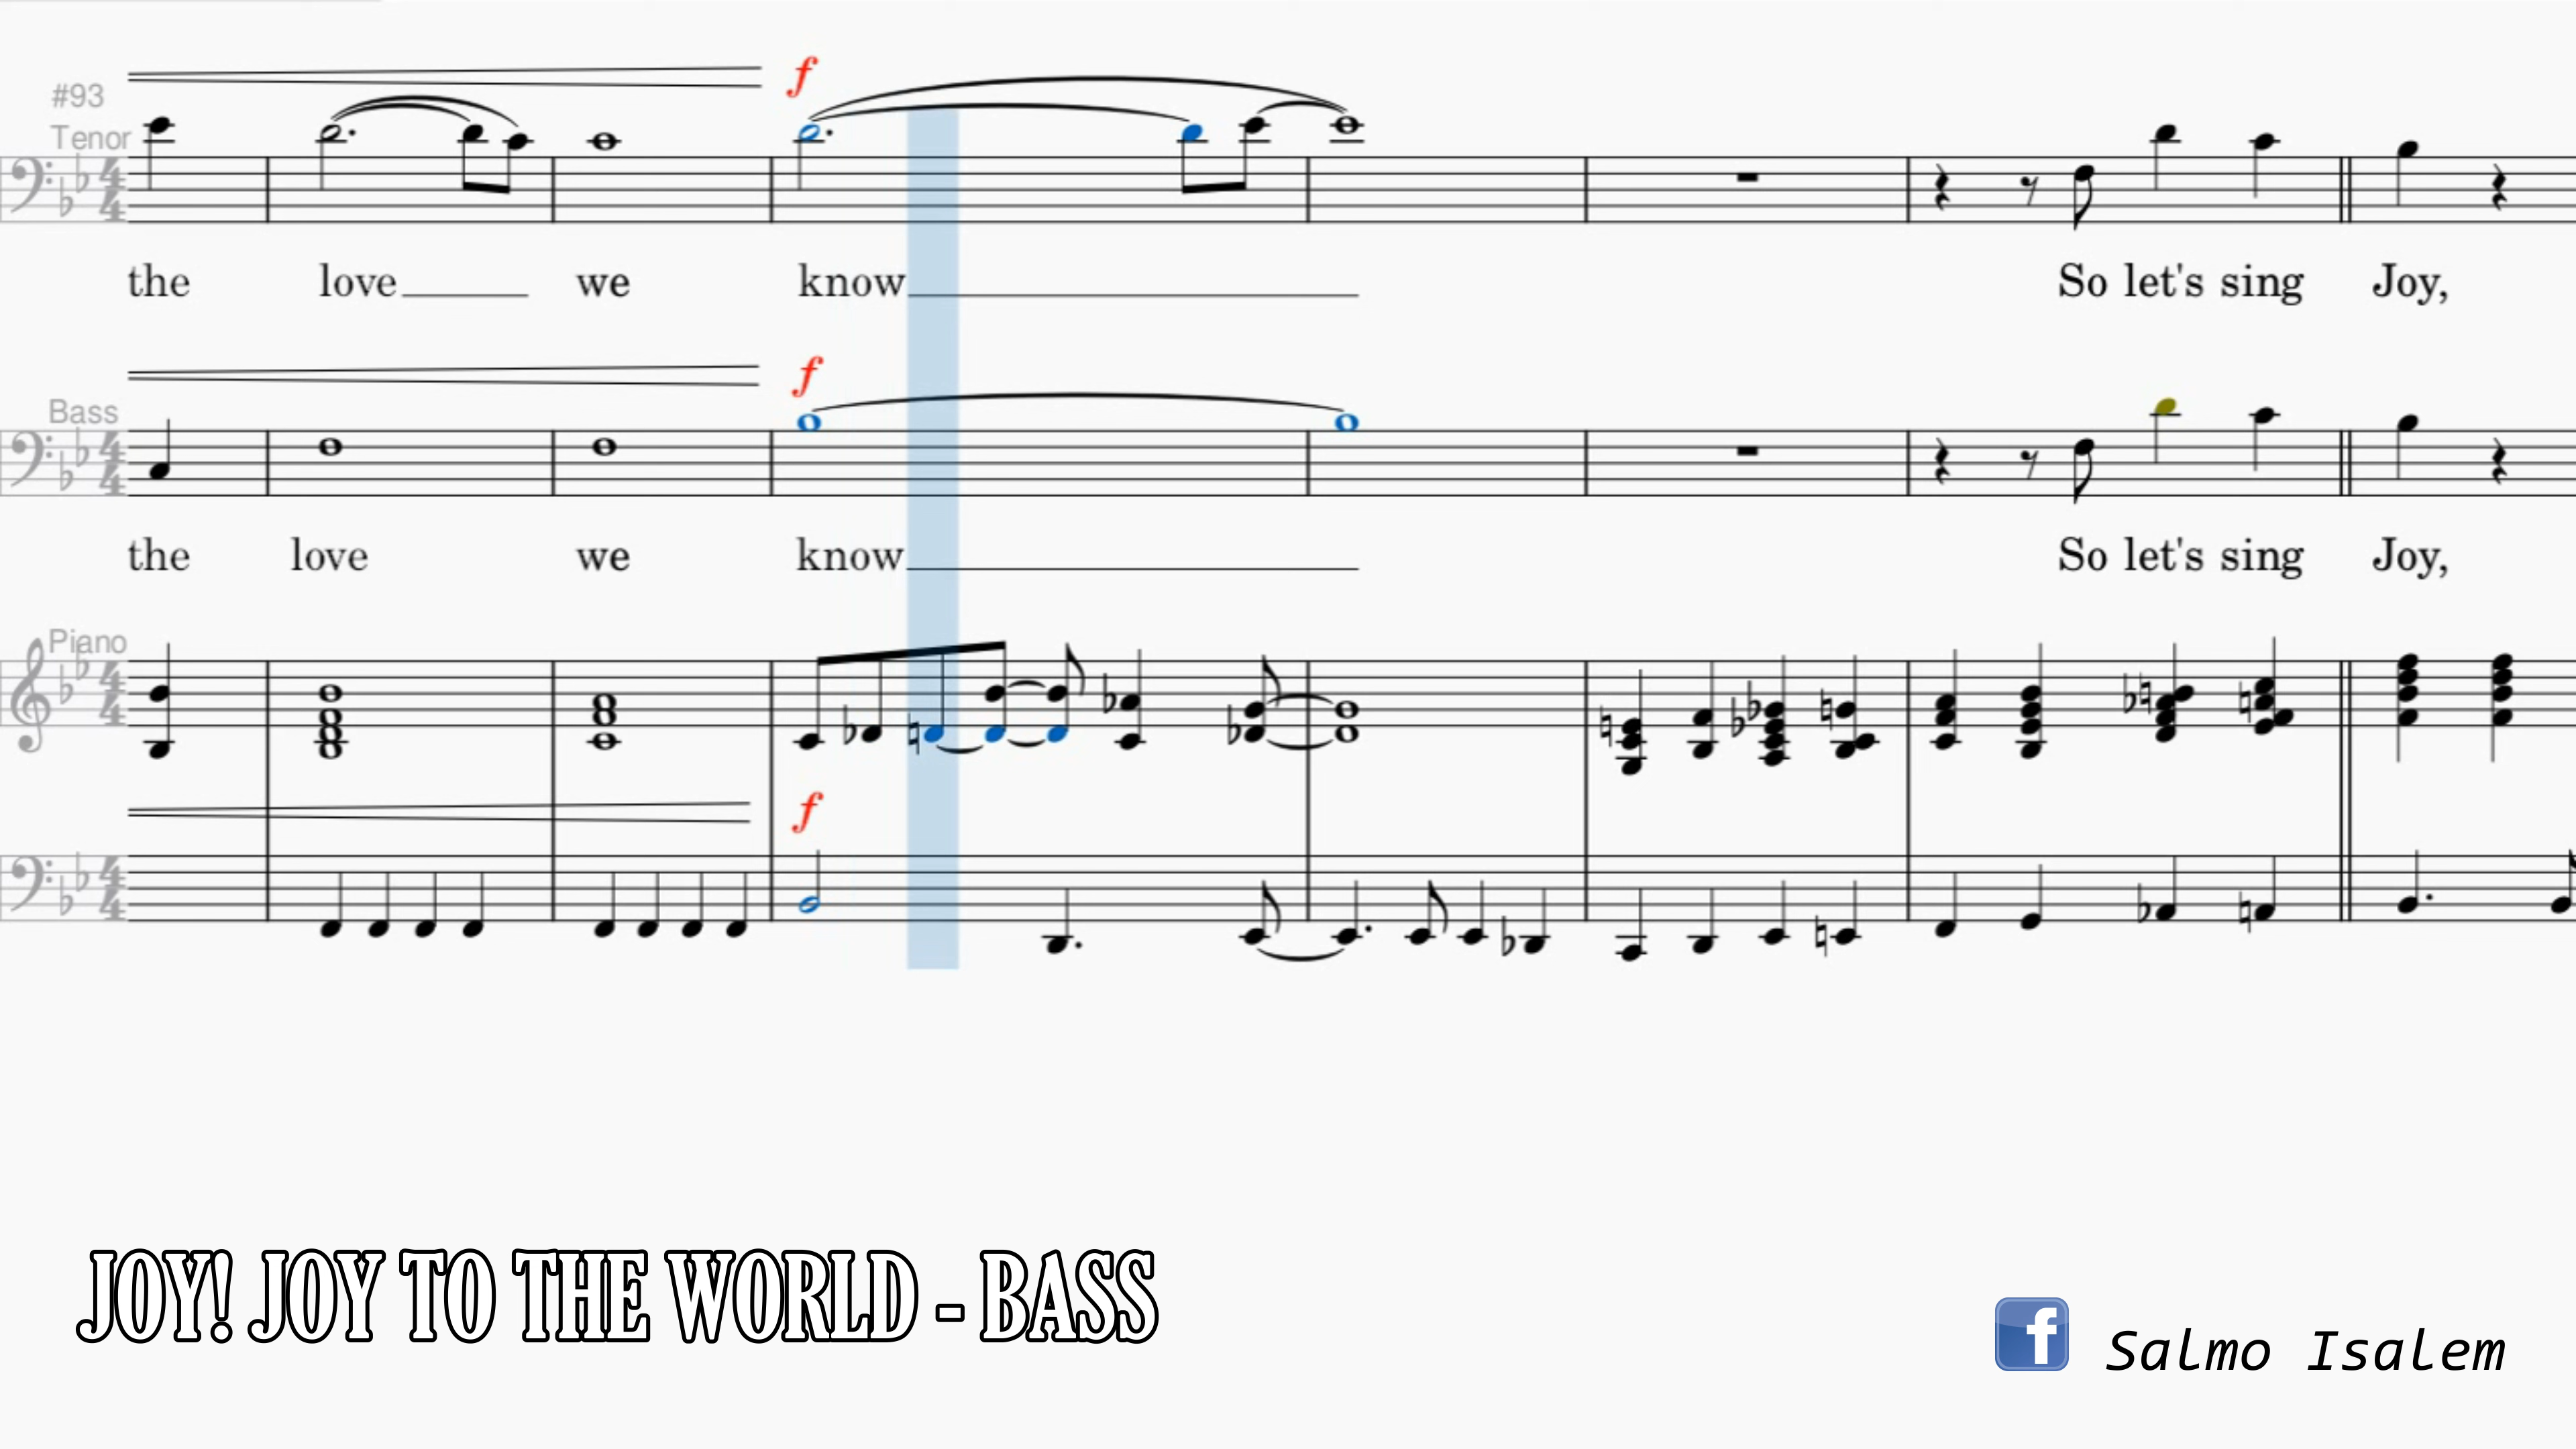 #93
Tenor
f
the love we know So let's sing Joy,
f
Bass
the love we know So let's sing Joy,
Piano
f
JOY! JOY TO THE WORLD - BASS
f Salmo Isalem